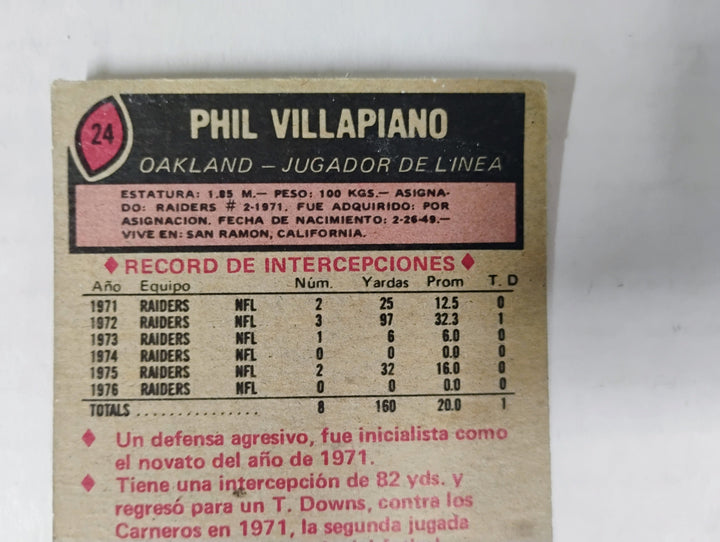 24
PHIL VILLAPIANO
OAKLAND – JUGADOR DE LINEA
ESTATURA: 1.85 M.– PESO: 100 KGS.– ASIGNA-
DO: RAIDERS # 2-1971. FUE ADQUIRIDO: POR
ASIGNACION. FECHA DE NACIMIENTO: 2-26-49.–
VIVE EN: SAN RAMON, CALIFORNIA.
♦ RECORD DE INTERCEPCIONES ♦
Año Equipo Núm. Yardas Prom T. D
1971 RAIDERS NFL 2 25 12.5 0
1972 RAIDERS NFL 3 97 32.3 1
1973 RAIDERS NFL 1 6 6.0 0
1974 RAIDERS NFL 0 0 0.0 0
1975 RAIDERS NFL 2 32 16.0 0
1976 RAIDERS NFL 0 0 0.0 0
TOTALS .................. 8 160 20.0 1
♦ Un defensa agresivo, fue inicialista como
el novato del año de 1971.
♦ Tiene una intercepción de 82 yds. y
regresó para un T. Downs, contra los
Carneros en 1971, la segunda jugada